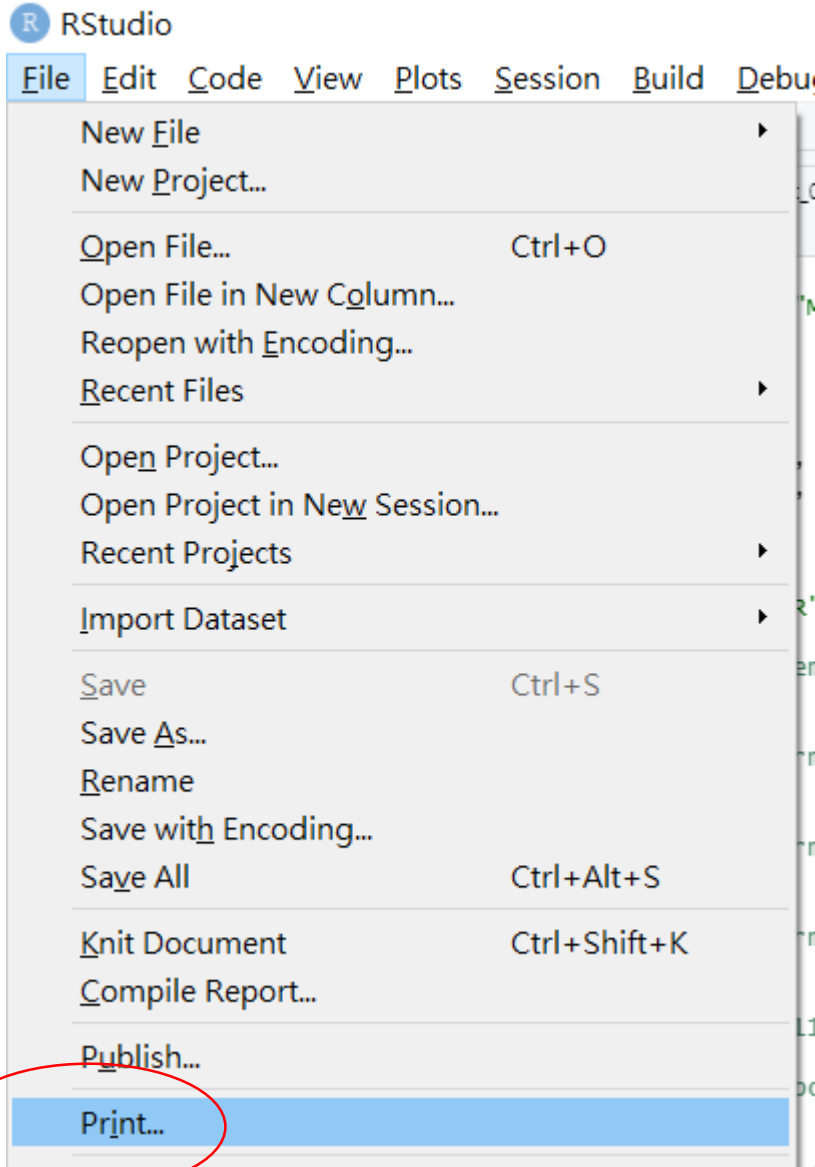 R RStudio
File Edit Code View Plots Session Build Debug
New File
New Project...
Open File... Ctrl+O
Open File in New Column...
Reopen with Encoding...
Recent Files
Open Project...
Open Project in New Session...
Recent Projects
Import Dataset
Save Ctrl+S
Save As...
Rename
Save with Encoding...
Save All Ctrl+Alt+S
Knit Document Ctrl+Shift+K
Compile Report...
Publish...
Print...